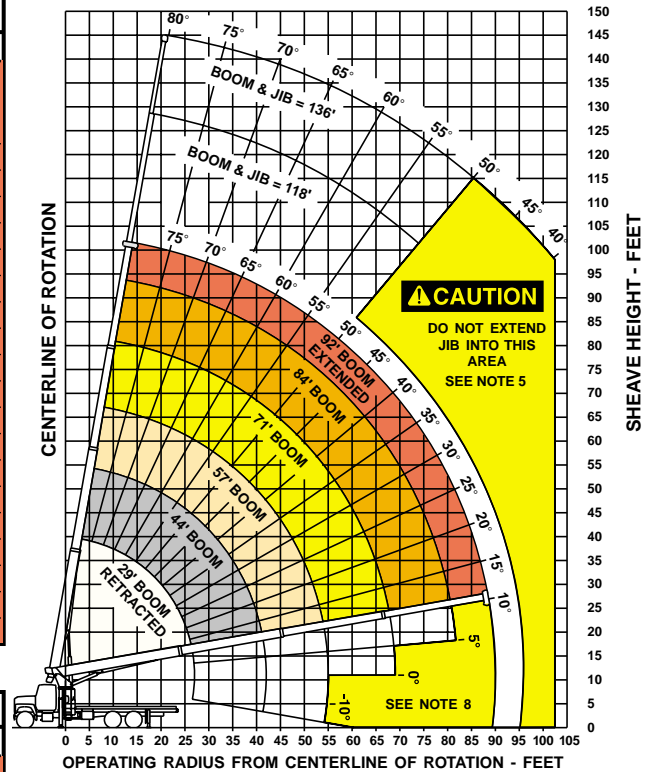 80°
75°
70°
65°
60°
55°
50°
45°
40°
BOOM & JIB = 136'
BOOM & JIB = 118'
75°
70°
65°
60°
55°
50°
45°
40°
35°
30°
25°
20°
15°
10°
5°
0°
-10°
CAUTION
DO NOT EXTEND
JIB INTO THIS
AREA
SEE NOTE 5
92' BOOM
EXTENDED
84' BOOM
71' BOOM
57' BOOM
44' BOOM
29' BOOM
RETRACTED
SEE NOTE 8
CENTERLINE OF ROTATION
SHEAVE HEIGHT - FEET
150
145
140
135
130
125
120
115
110
105
100
95
90
85
80
75
70
65
60
55
50
45
40
35
30
25
20
15
10
5
0
0 5 10 15 20 25 30 35 40 45 50 55 60 65 70 75 80 85 90 95 100 105
OPERATING RADIUS FROM CENTERLINE OF ROTATION - FEET